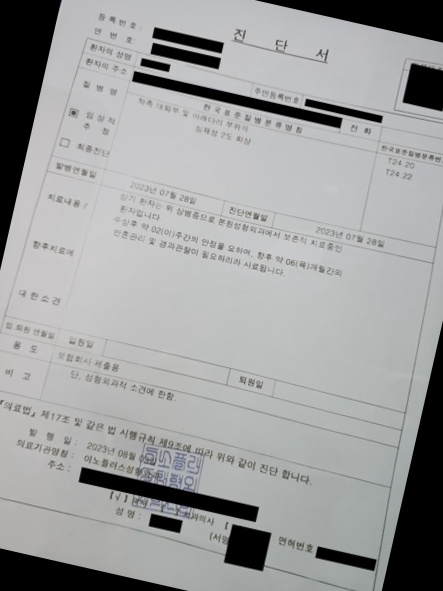 진 단 서
등 록 번 호 :
연 번 호 :
환자의 성명
주민등록번호
환자의 주소
전 화
질 병 명
한 국 표 준 질 병 분 류 명 칭
한국표준질병분류번호
좌측 대퇴부 및 아래다리 부위의
심재성 2도 화상
T24.20
T24.22
임 상 적
추 정
최종진단
발병연월일
2023년 07월 28일
진단연월일
2023년 07월 28일
치료내용 /
향후치료에
대 한 소 견
상기 환자는 위 상병증으로 본원성형외과에서 보존적 치료중인
환자입니다.
수상후 약 02(이)주간의 안정을 요하며, 향후 약 06(육)개월간의
안흔관리 및 경과관찰이 필요하리라 사료됩니다.
입 퇴원 연월일
입원일
퇴원일
용 도
보험회사 제출용
비 고
단, 성형외과적 소견에 한함
『의료법』 제17조 및 같은 법 시행규칙 제9조에 따라 위와 같이 진단 합니다.
발 행 일 :
2023년 08월
의료기관명칭 :
이노플러스성형외과
주소 :
[√]
성 명 :
(서명
면허번호